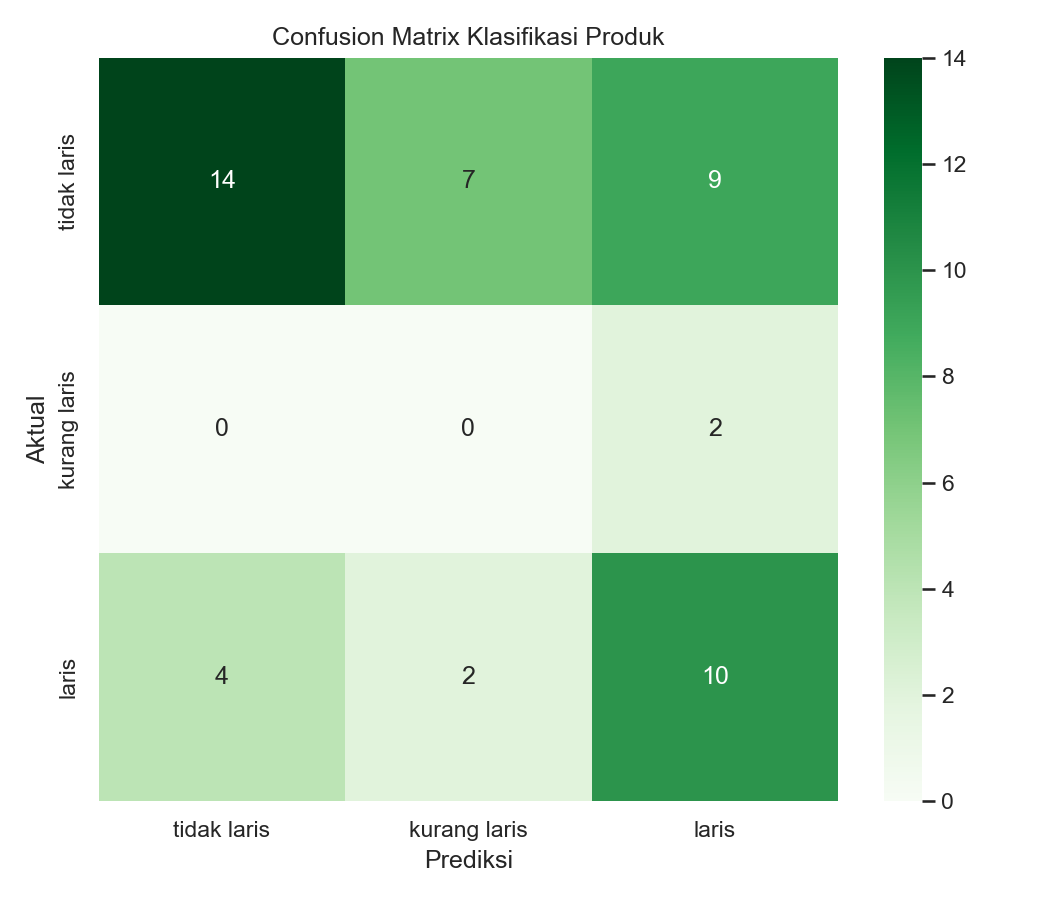 Confusion Matrix Klasifikasi Produk
Aktual
tidak laris
14 7 9
kurang laris
0 0 2
laris
4 2 10
tidak laris kurang laris laris
Prediksi
14
12
10
8
6
4
2
0